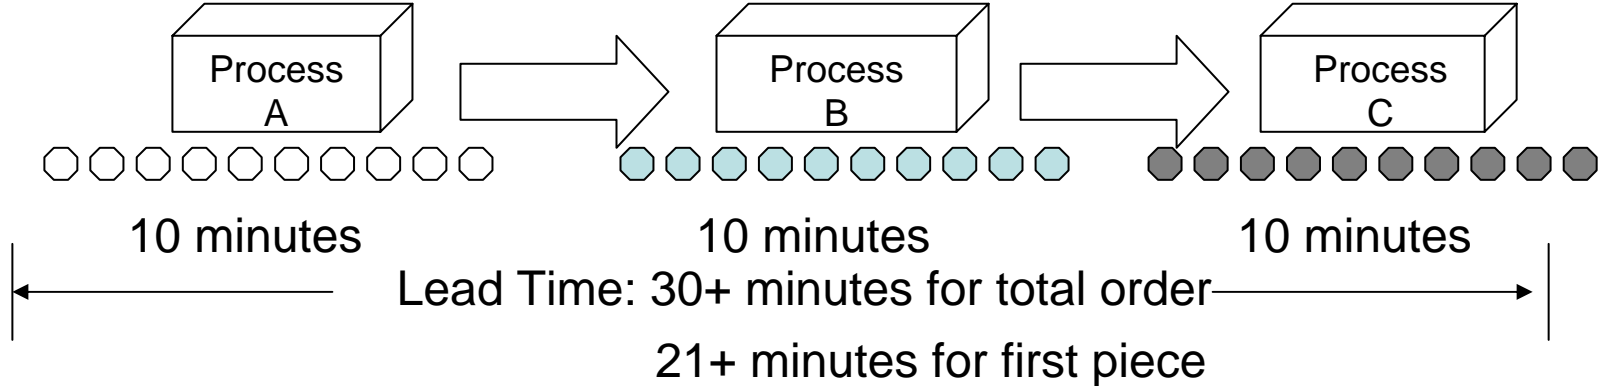 Process
A
Process
B
Process
C
10 minutes
10 minutes
10 minutes
Lead Time: 30+ minutes for total order
21+ minutes for first piece